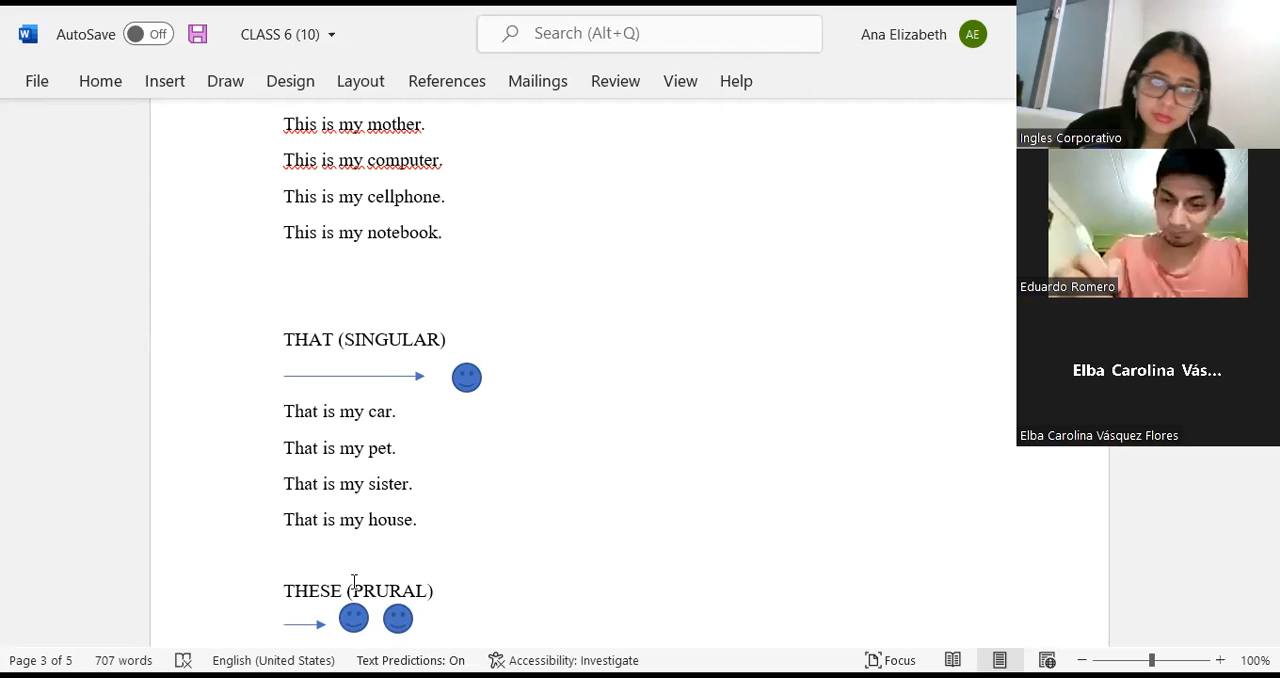 AutoSave Off CLASS 6 (10) Search (Alt+Q) Ana Elizabeth AE
File Home Insert Draw Design Layout References Mailings Review View Help
This is my mother.
This is my computer.
This is my cellphone.
This is my notebook.
THAT (SINGULAR)
That is my car.
That is my pet.
That is my sister.
That is my house.
THESE (PRURAL)
Page 3 of 5 707 words English (United States) Text Predictions: On Accessibility: Investigate Focus 100%
Ingles Corporativo
Eduardo Romero
Elba Carolina Vás...
Elba Carolina Vásquez Flores